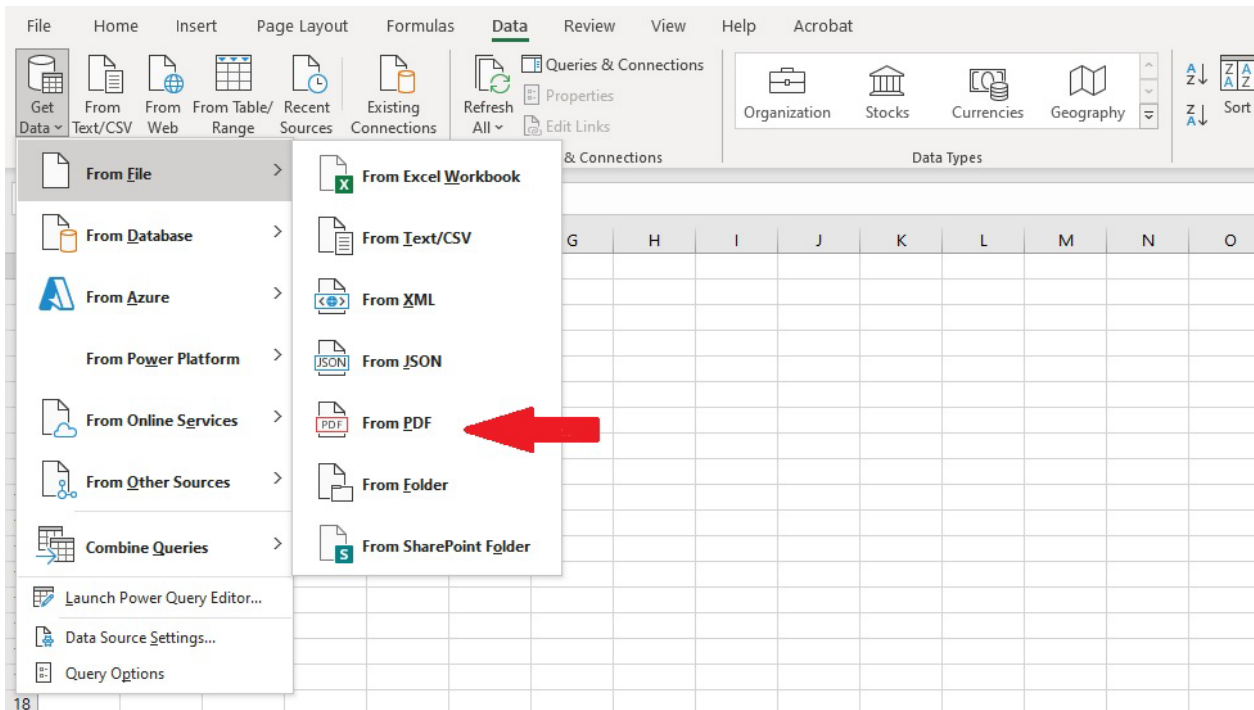 File Home Insert Page Layout Formulas Data Review View Help Acrobat
Get Data
From Text/CSV
From Web
From Table/ Range
Recent Sources
Existing Connections
Refresh All
Queries & Connections
Properties
Edit Links
& Connections
Organization
Stocks
Currencies
Geography
Data Types
A Z
Z A
Z A A Z
Sort
From File
From Database
From Azure
From Power Platform
From Online Services
From Other Sources
Combine Queries
Launch Power Query Editor...
Data Source Settings...
Query Options
X From Excel Workbook
From Text/CSV
From XML
JSON From JSON
PDF From PDF
From Folder
S From SharePoint Folder
G H I J K L M N O
18